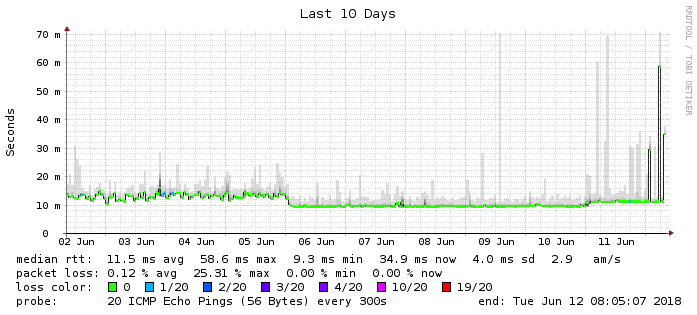 Last 10 Days
RRDTOOL / TOBI OETIKER
Seconds
70 m
60 m
50 m
40 m
30 m
20 m
10 m
0
02 Jun 03 Jun 04 Jun 05 Jun 06 Jun 07 Jun 08 Jun 09 Jun 10 Jun 11 Jun
median rtt: 11.5 ms avg 58.6 ms max 9.3 ms min 34.9 ms now 4.0 ms sd 2.9 am/s
packet loss: 0.12 % avg 25.31 % max 0.00 % min 0.00 % now
loss color: 0 1/20 2/20 3/20 4/20 10/20 19/20
probe: 20 ICMP Echo Pings (56 Bytes) every 300s end: Tue Jun 12 08:05:07 2018